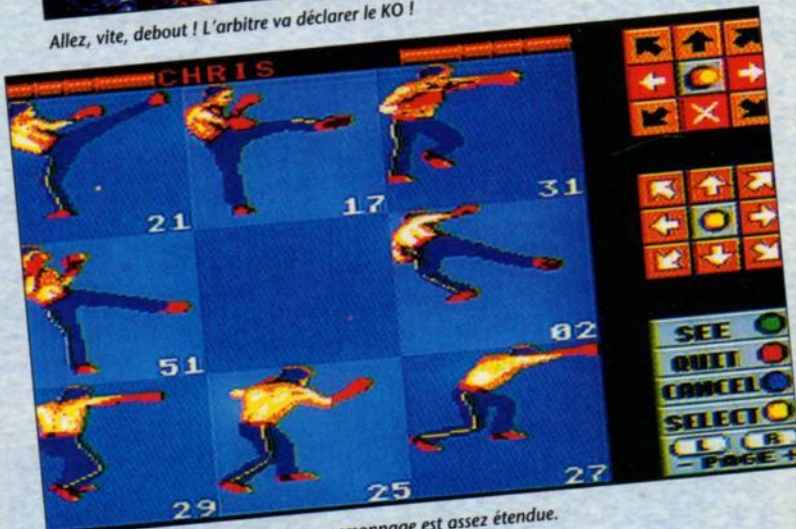 Allez, vite, debout ! L'arbitre va déclarer le KO !
CHRIS
21
17
31
51
02
29
25
27
SEE
QUIT
CANCEL
SELECT
L R
- PAGE +
est assez étendue.